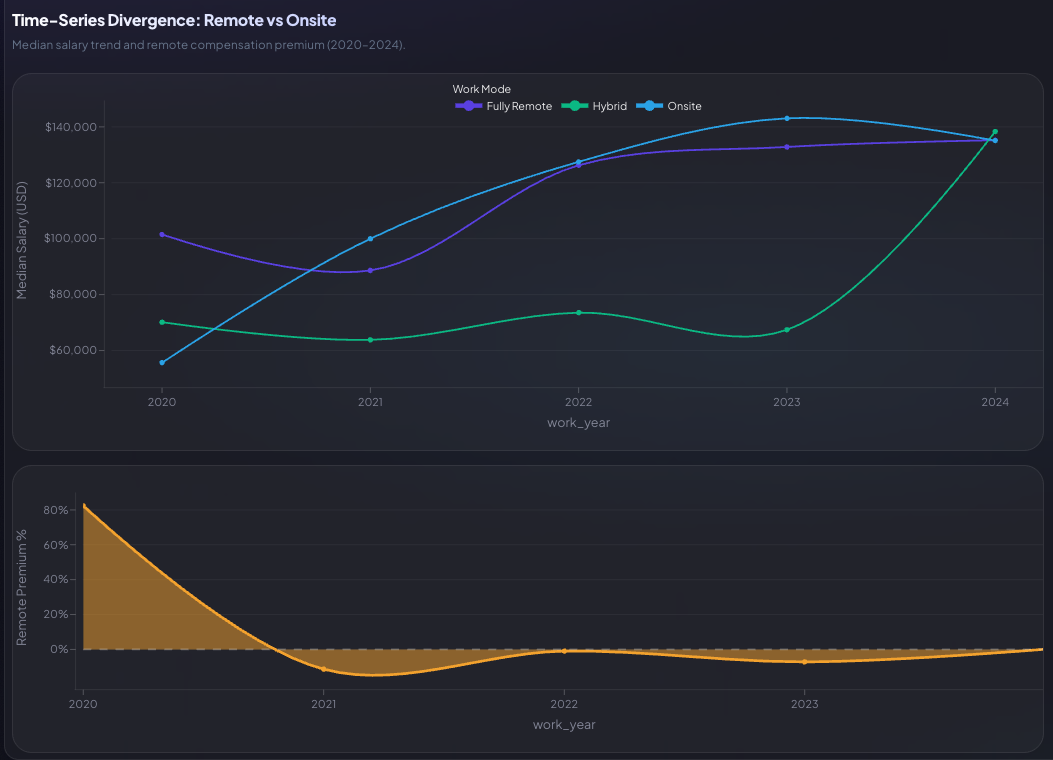 Time-Series Divergence: Remote vs Onsite
Median salary trend and remote compensation premium (2020–2024).
Work Mode
Fully Remote Hybrid Onsite
$140,000
$120,000
$100,000
$80,000
$60,000
Median Salary (USD)
2020 2021 2022 2023 2024
work_year
80%
60%
40%
20%
0%
Remote Premium %
2020 2021 2022 2023
work_year